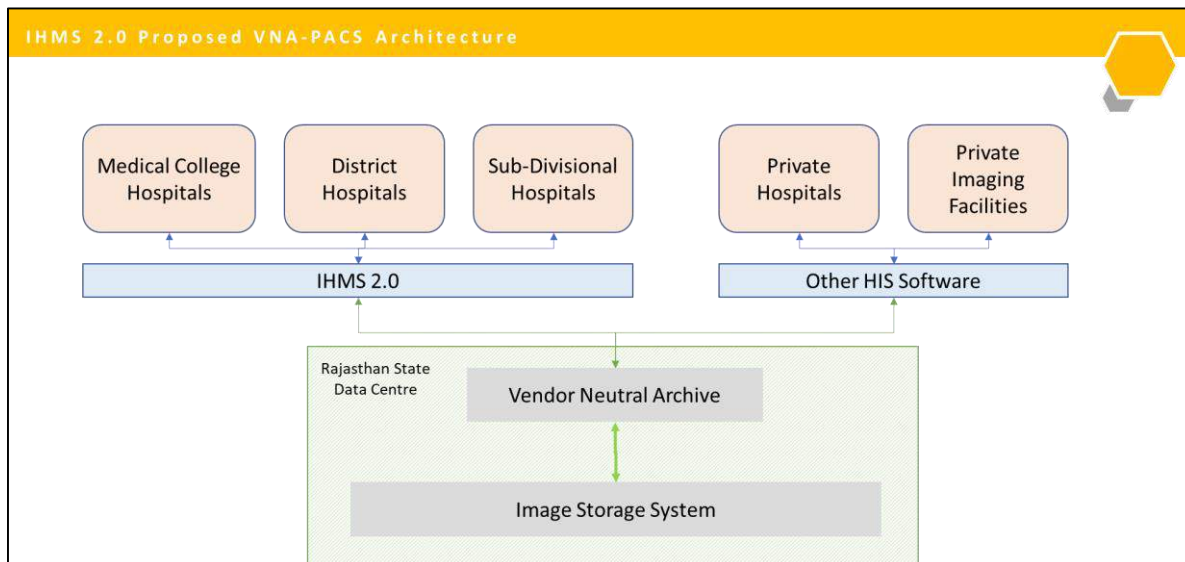 IHMS 2.0 Proposed VNA-PACS Architecture
Medical College
Hospitals
District
Hospitals
Sub-Divisional
Hospitals
Private
Hospitals
Private
Imaging
Facilities
IHMS 2.0
Other HIS Software
Rajasthan State
Data Centre
Vendor Neutral Archive
Image Storage System